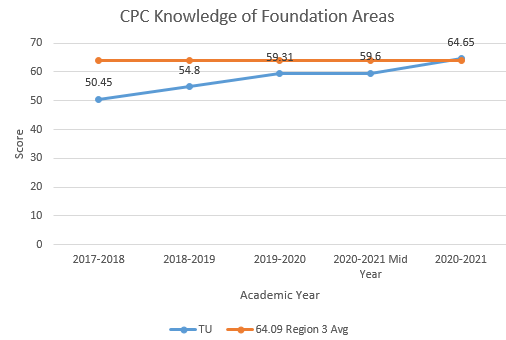 CPC Knowledge of Foundation Areas
70
60
50
40
30
20
10
0
Score
50.45
54.8
59.31
59.6
64.65
2017-2018
2018-2019
2019-2020
2020-2021 Mid
Year
2020-2021
Academic Year
TU
64.09 Region 3 Avg